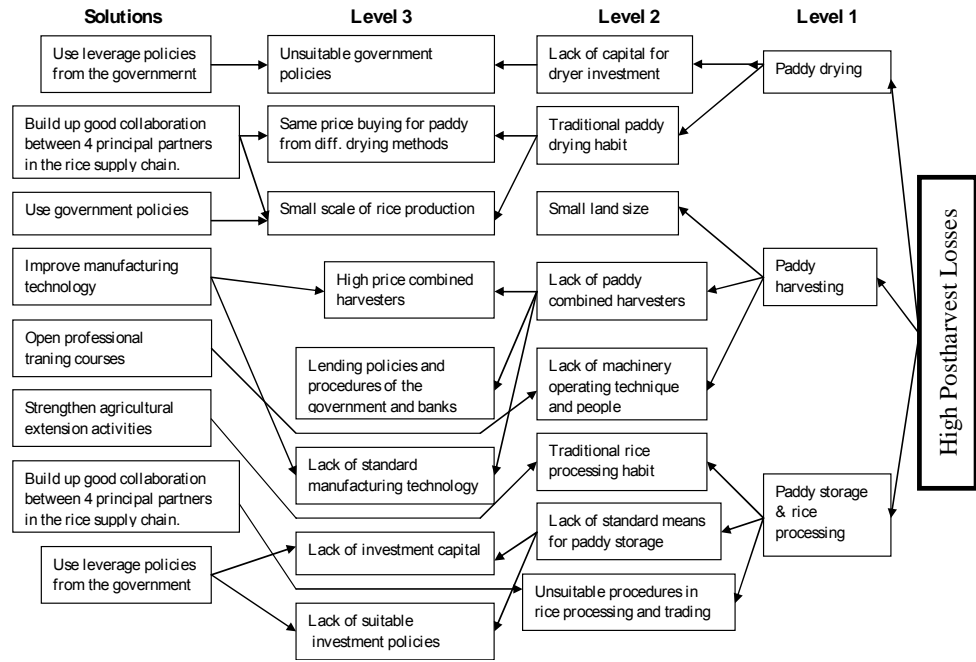 Solutions
Level 3
Level 2
Level 1
Use leverage policies
from the governmernt
Build up good collaboration
between 4 principal partners
in the rice supply chain.
Use government policies
Improve manufacturing
technology
Open professional
traning courses
Strengthen agricultural
extension activities
Build up good collaboration
between 4 principal partners
in the rice supply chain.
Use leverage policies
from the government
Unsuitable government
policies
Same price buying for paddy
from diff. drying methods
Small scale of rice production
High price combined
harvesters
Lending policies and
procedures of the
government and banks
Lack of standard
manufacturing technology
Lack of investment capital
Lack of suitable
investment policies
Lack of capital for
dryer investment
Traditional paddy
drying habit
Small land size
Lack of paddy
combined harvesters
Lack of machinery
operating technique
and people
Traditional rice
processing habit
Lack of standard means
for paddy storage
Unsuitable procedures in
rice processing and trading
Paddy drying
Paddy
harvesting
Paddy storage
& rice
processing
High Postharvest Losses